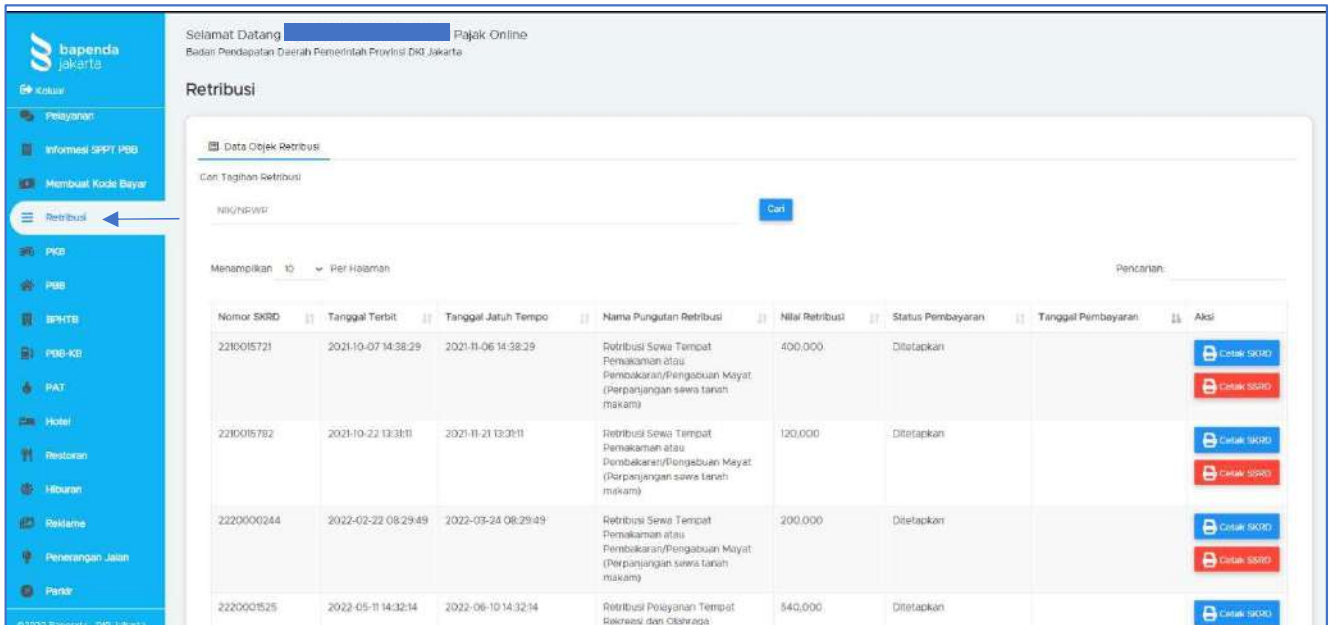 bapenda
jakarta
Keluar
Pelayanan
Informasi SPPT PBB
Membuat Kode Bayar
Retribusi
PKB
PBB
BPHTB
PBB-KB
PAT
Hotel
Restoran
Hiburan
Reklame
Penerangan Jalan
Parkir
©2022 Bapenda - DKI Jakarta
Selamat Datang Pajak Online
Badan Pendapatan Daerah Pemerintah Provinsi DKI Jakarta
Retribusi
Data Objek Retribusi
Cari Tagihan Retribusi
NIK/NPWP
Cari
Menampilkan 10 Per Halaman
Pencarian:
Nomor SKRD Tanggal Terbit Tanggal Jatuh Tempo Nama Pungutan Retribusi Nilai Retribusi Status Pembayaran Tanggal Pembayaran Aksi
2210015721 2021-10-07 14:38:29 2021-11-06 14:38:29 Retribusi Sewa Tempat 400,000 Ditetapkan Cetak SKRD
Pemakaman atau
Pembakaran/Pengabuan Mayat
(Perpanjangan sewa tanah Cetak SSRD
makam)
2210015782 2021-10-22 13:31:11 2021-11-21 13:31:11 Retribusi Sewa Tempat 120,000 Ditetapkan Cetak SKRD
Pemakaman atau
Pembakaran/Pengabuan Mayat
(Perpanjangan sewa tanah Cetak SSRD
makam)
2220000244 2022-02-22 08:29:49 2022-03-24 08:29:49 Retribusi Sewa Tempat 200,000 Ditetapkan Cetak SKRD
Pemakaman atau
Pembakaran/Pengabuan Mayat
(Perpanjangan sewa tanah Cetak SSRD
makam)
2220001525 2022-05-11 14:32:14 2022-06-10 14:32:14 Retribusi Pelayanan Tempat 540,000 Ditetapkan Cetak SKRD
Rekreasi dan Olahraga